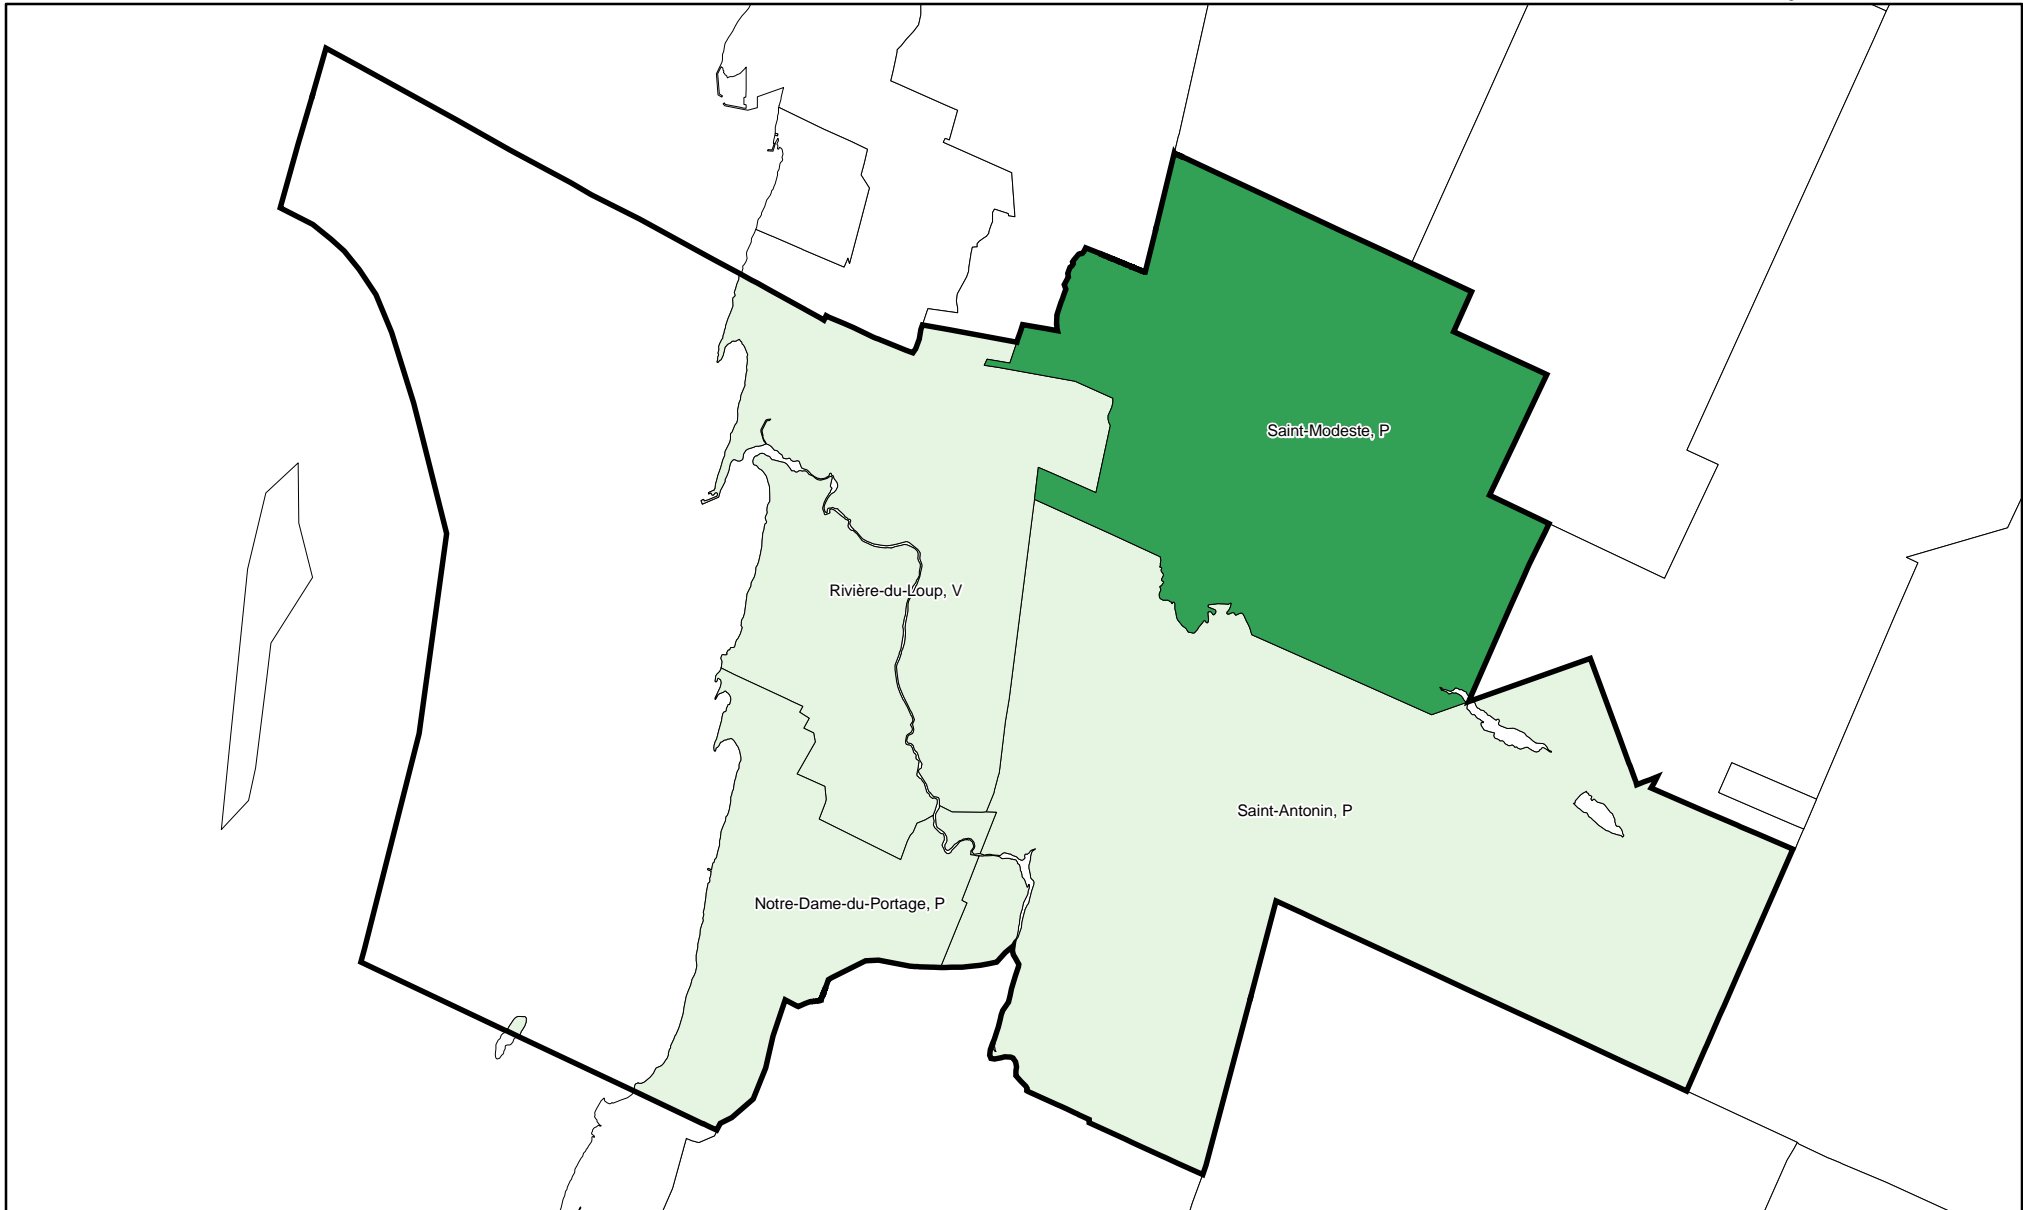 Saint-Modeste, P
Rivière-du-Loup, V
Saint-Antonin, P
Notre-Dame-du-Portage, P